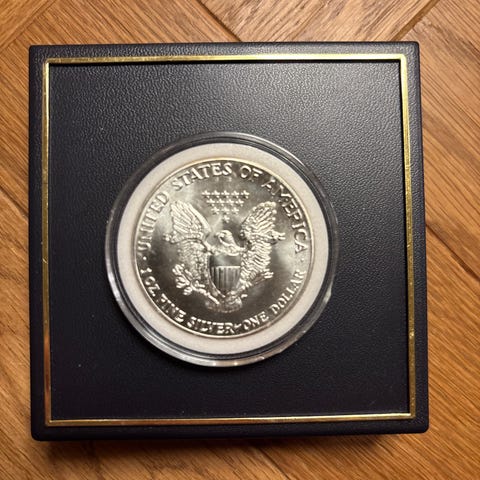 UNITED STATES OF AMERICA
1 OZ. FINE SILVER~ONE DOLLAR